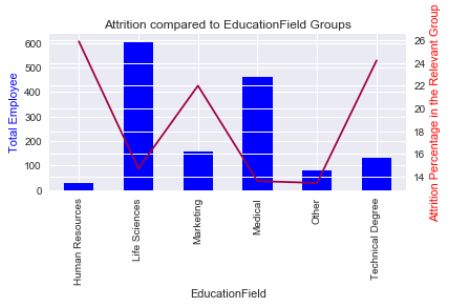 Attrition compared to EducationField Groups
Total Employee
600
500
400
300
200
100
0
26
24
22
20
18
16
14
Attrition Percentage in the Relevant Group
Human Resources
Life Sciences
Marketing
Medical
Other
Technical Degree
EducationField